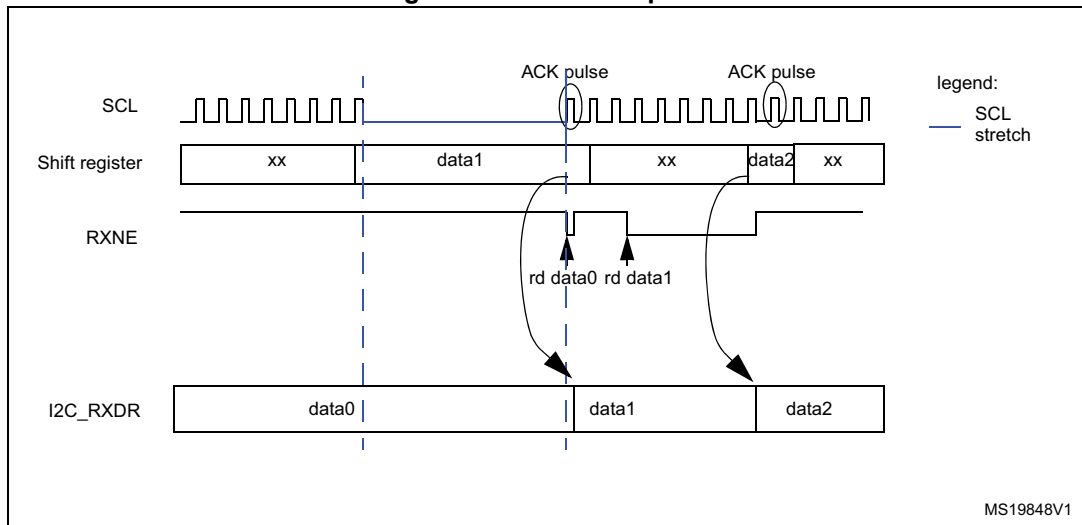 ACK pulse
ACK pulse
legend:
SCL
SCL
stretch
Shift register
xx
data1
xx
data2
xx
RXNE
rd data0
rd data1
I2C_RXDR
data0
data1
data2
MS19848V1